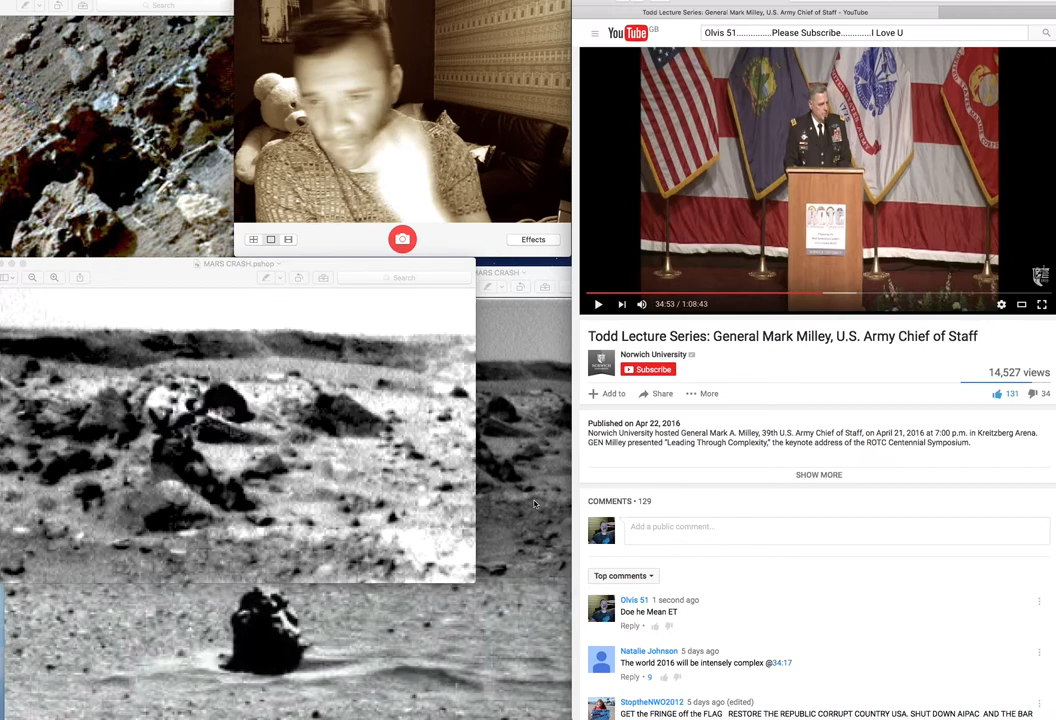 Search
Effects
MARS CRASH.pshop
Search
MARS CRASH
Todd Lecture Series: General Mark Milley, U.S. Army Chief of Staff - YouTube
YouTube GB
Olvis 51...............Please Subscribe...........I Love U
ROTC
34:53 / 1:08:43
Todd Lecture Series: General Mark Milley, U.S. Army Chief of Staff
Norwich University
Subscribe
14,527 views
Add to Share More
131 34
Published on Apr 22, 2016
Norwich University hosted General Mark A. Milley, 39th U.S. Army Chief of Staff, on April 21, 2016 at 7:00 p.m. in Kreitzberg Arena.
GEN Milley presented "Leading Through Complexity," the keynote address of the ROTC Centennial Symposium.
SHOW MORE
COMMENTS • 129
Add a public comment...
Top comments
Olvis 51 1 second ago
Doe he Mean ET
Reply •
Natalie Johnson 5 days ago
The world 2016 will be intensely complex @34:17
Reply • 9
StoptheNWO2012 5 days ago (edited)
GET the FRINGE off the FLAG RESTORE THE REPUBLIC CORRUPT COUNTRY USA. SHUT DOWN AIPAC AND THE BAR